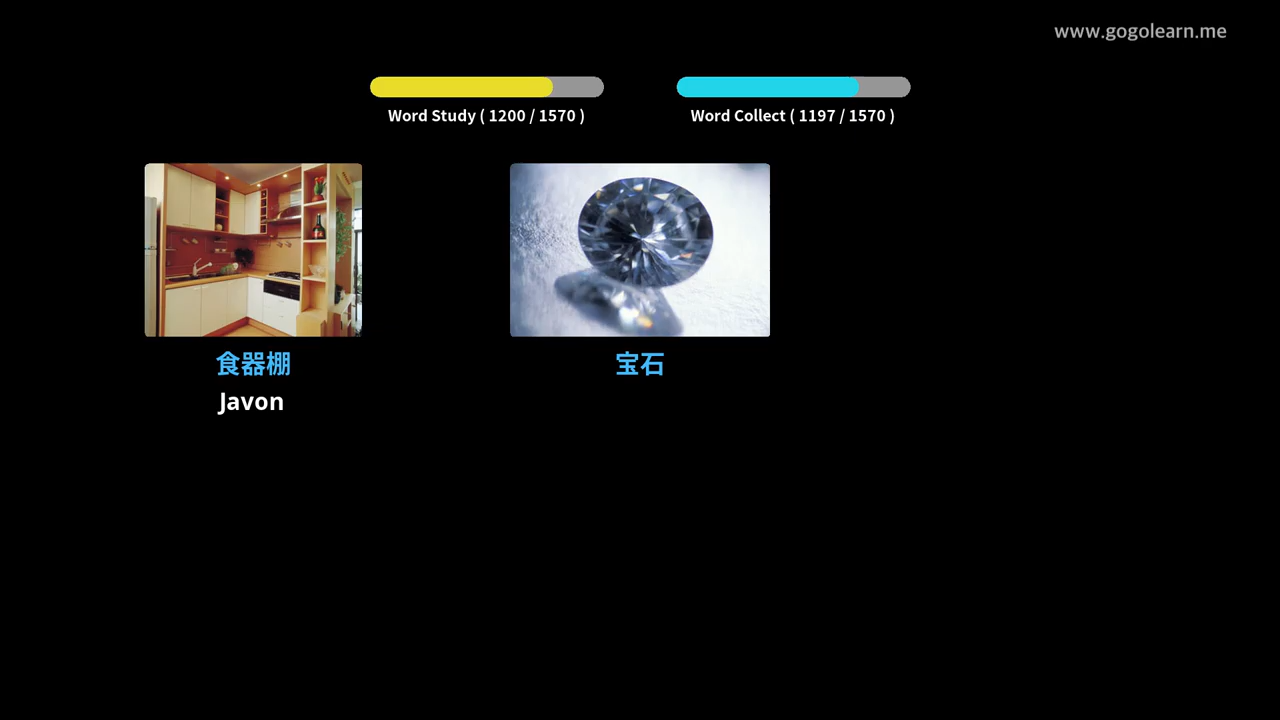 www.gogolearn.me
Word Study ( 1200 / 1570 )
Word Collect ( 1197 / 1570 )
食器棚
Javon
宝石